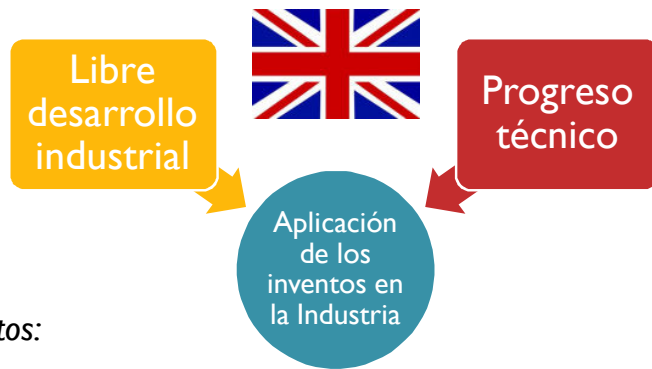 Libre
desarrollo
industrial
Progreso
técnico
Aplicación
de los
inventos en
la Industria
tos: